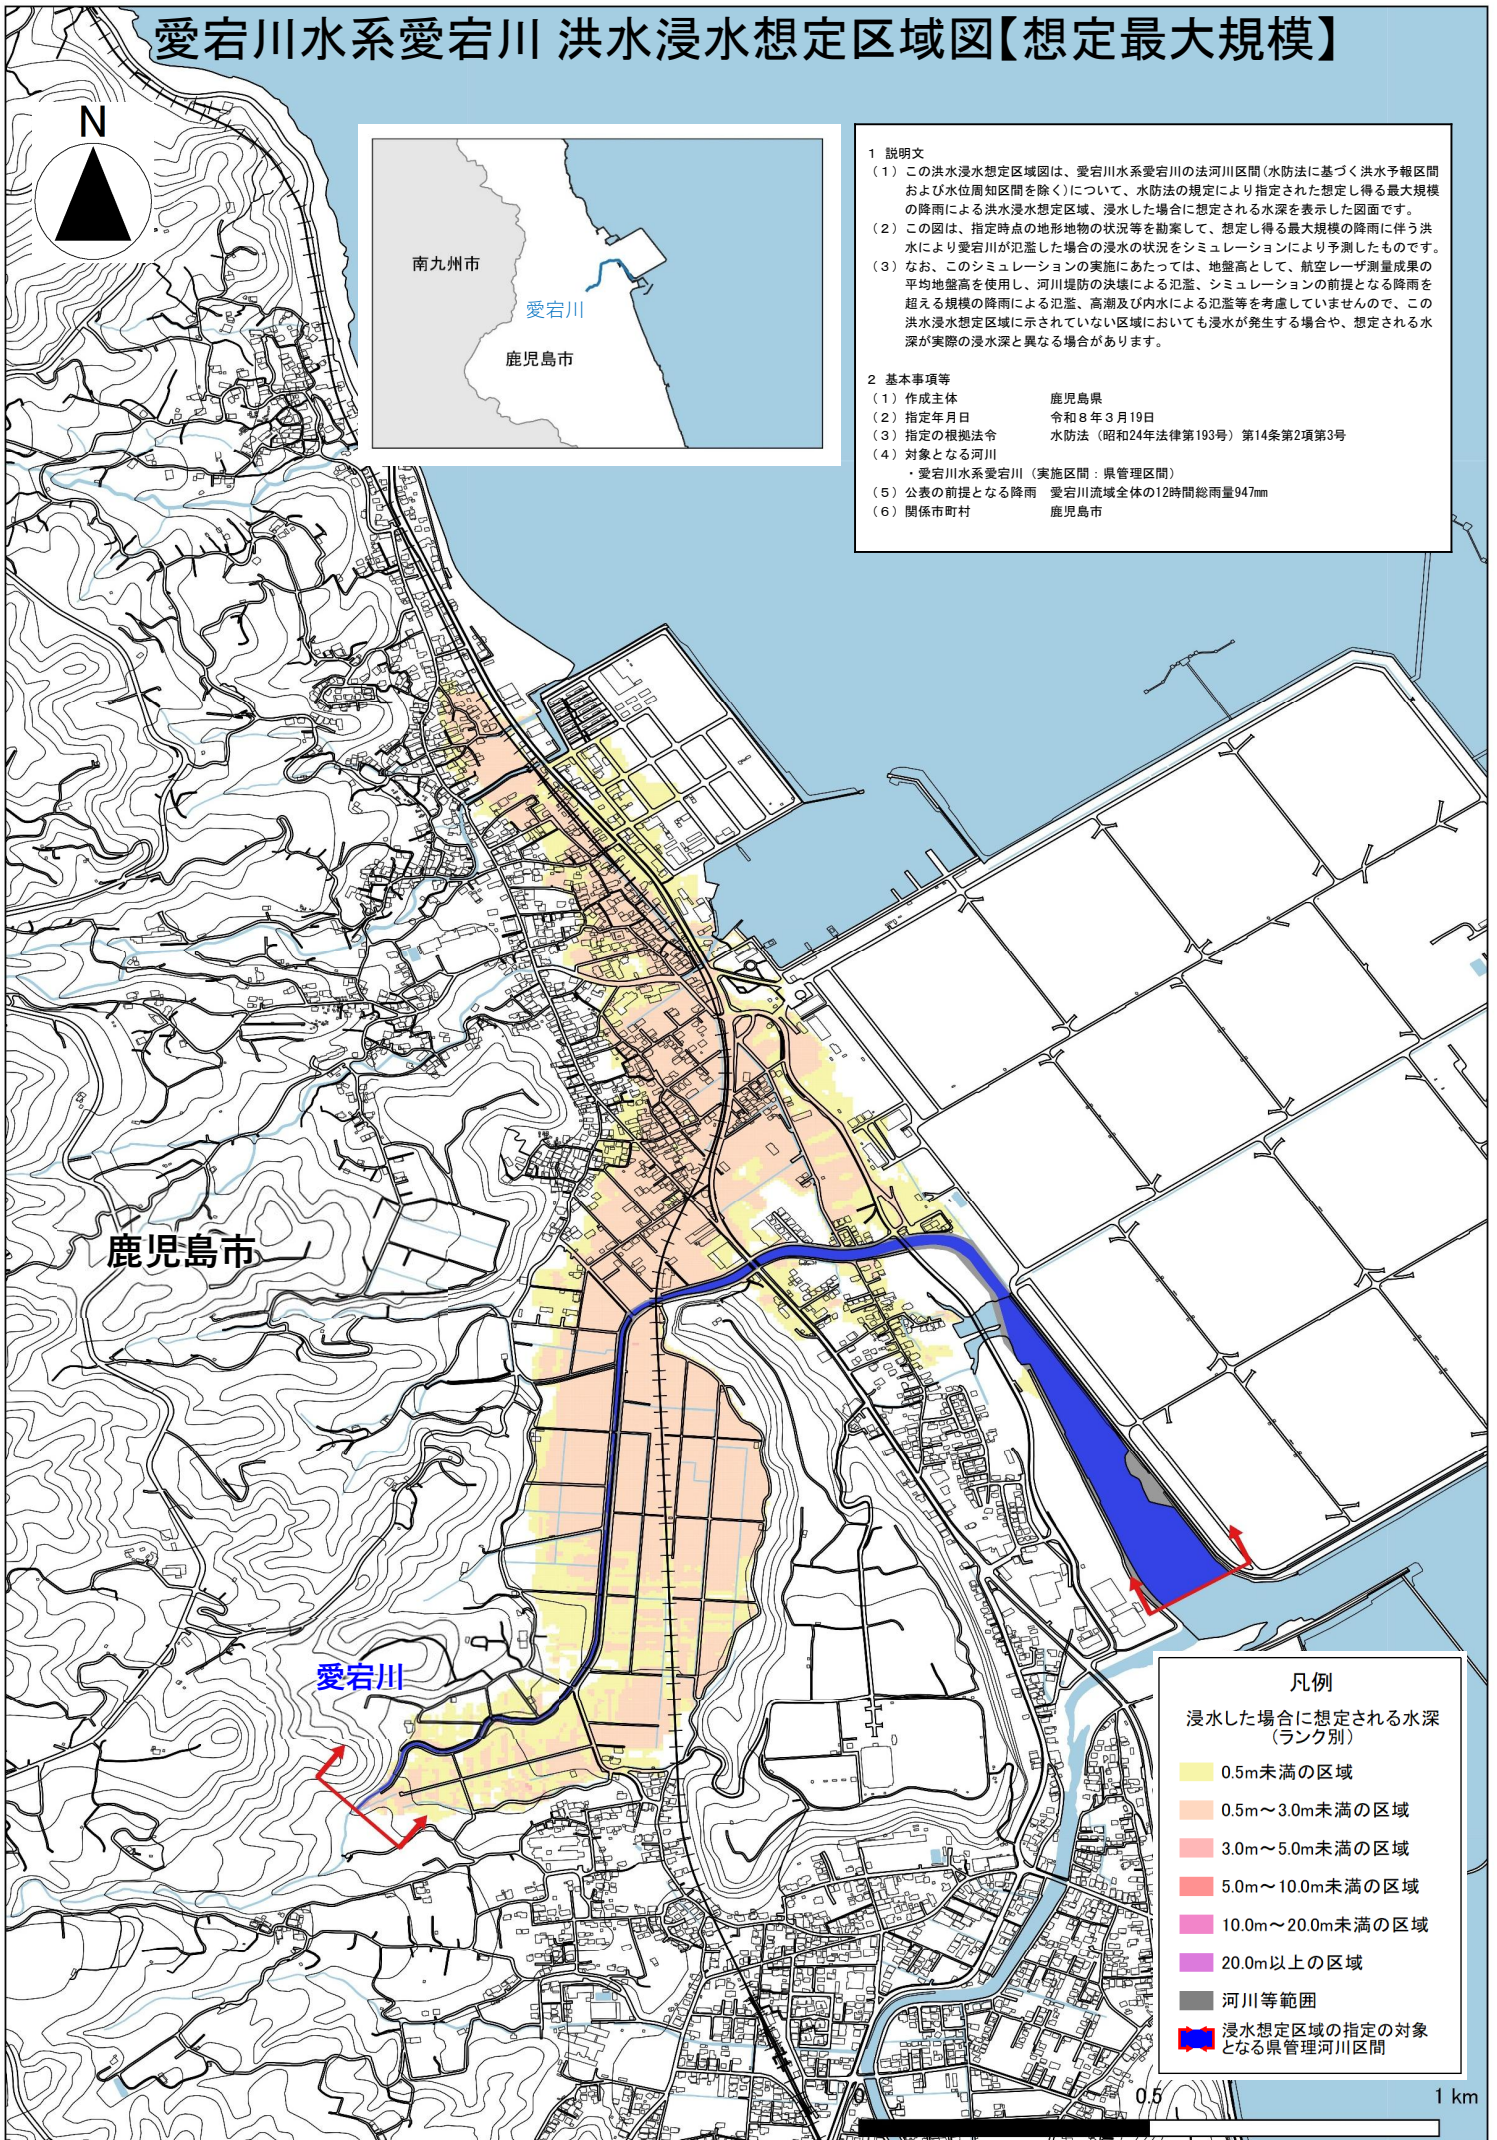 愛宕川水系愛宕川 洪水浸水想定区域図【想定最大規模】
N
南九州市
愛宕川
鹿児島市
1 説明文
（1）この洪水浸水想定区域図は、愛宕川水系愛宕川の法河川区間（水防法に基づく洪水予報区間
および水位周知区間を除く）について、水防法の規定により指定された想定し得る最大規模
の降雨による洪水浸水想定区域、浸水した場合に想定される水深を表示した図面です。
（2）この図は、指定時点の地形地物の状況等を勘案して、想定し得る最大規模の降雨に伴う洪
水により愛宕川が氾濫した場合の浸水の状況をシミュレーションにより予測したものです。
（3）なお、このシミュレーションの実施にあたっては、地盤高として、航空レーザ測量成果の
平均地盤高を使用し、河川堤防の決壊による氾濫、シミュレーションの前提となる降雨を
超える規模の降雨による氾濫、高潮及び内水による氾濫等を考慮していませんので、この
洪水浸水想定区域に示されていない区域においても浸水が発生する場合や、想定される水
深が実際の浸水深と異なる場合があります。
2 基本事項等
（1）作成主体 鹿児島県
（2）指定年月日 令和８年３月19日
（3）指定の根拠法令 水防法（昭和24年法律第193号）第14条第2項第3号
（4）対象となる河川
・愛宕川水系愛宕川（実施区間：県管理区間）
（5）公表の前提となる降雨 愛宕川流域全体の12時間総雨量947mm
（6）関係市町村 鹿児島市
鹿児島市
愛宕川
凡例
浸水した場合に想定される水深
（ランク別）
0.5m未満の区域
0.5m～3.0m未満の区域
3.0m～5.0m未満の区域
5.0m～10.0m未満の区域
10.0m～20.0m未満の区域
20.0m以上の区域
河川等範囲
浸水想定区域の指定の対象
となる県管理河川区間
0 0.5 1 km